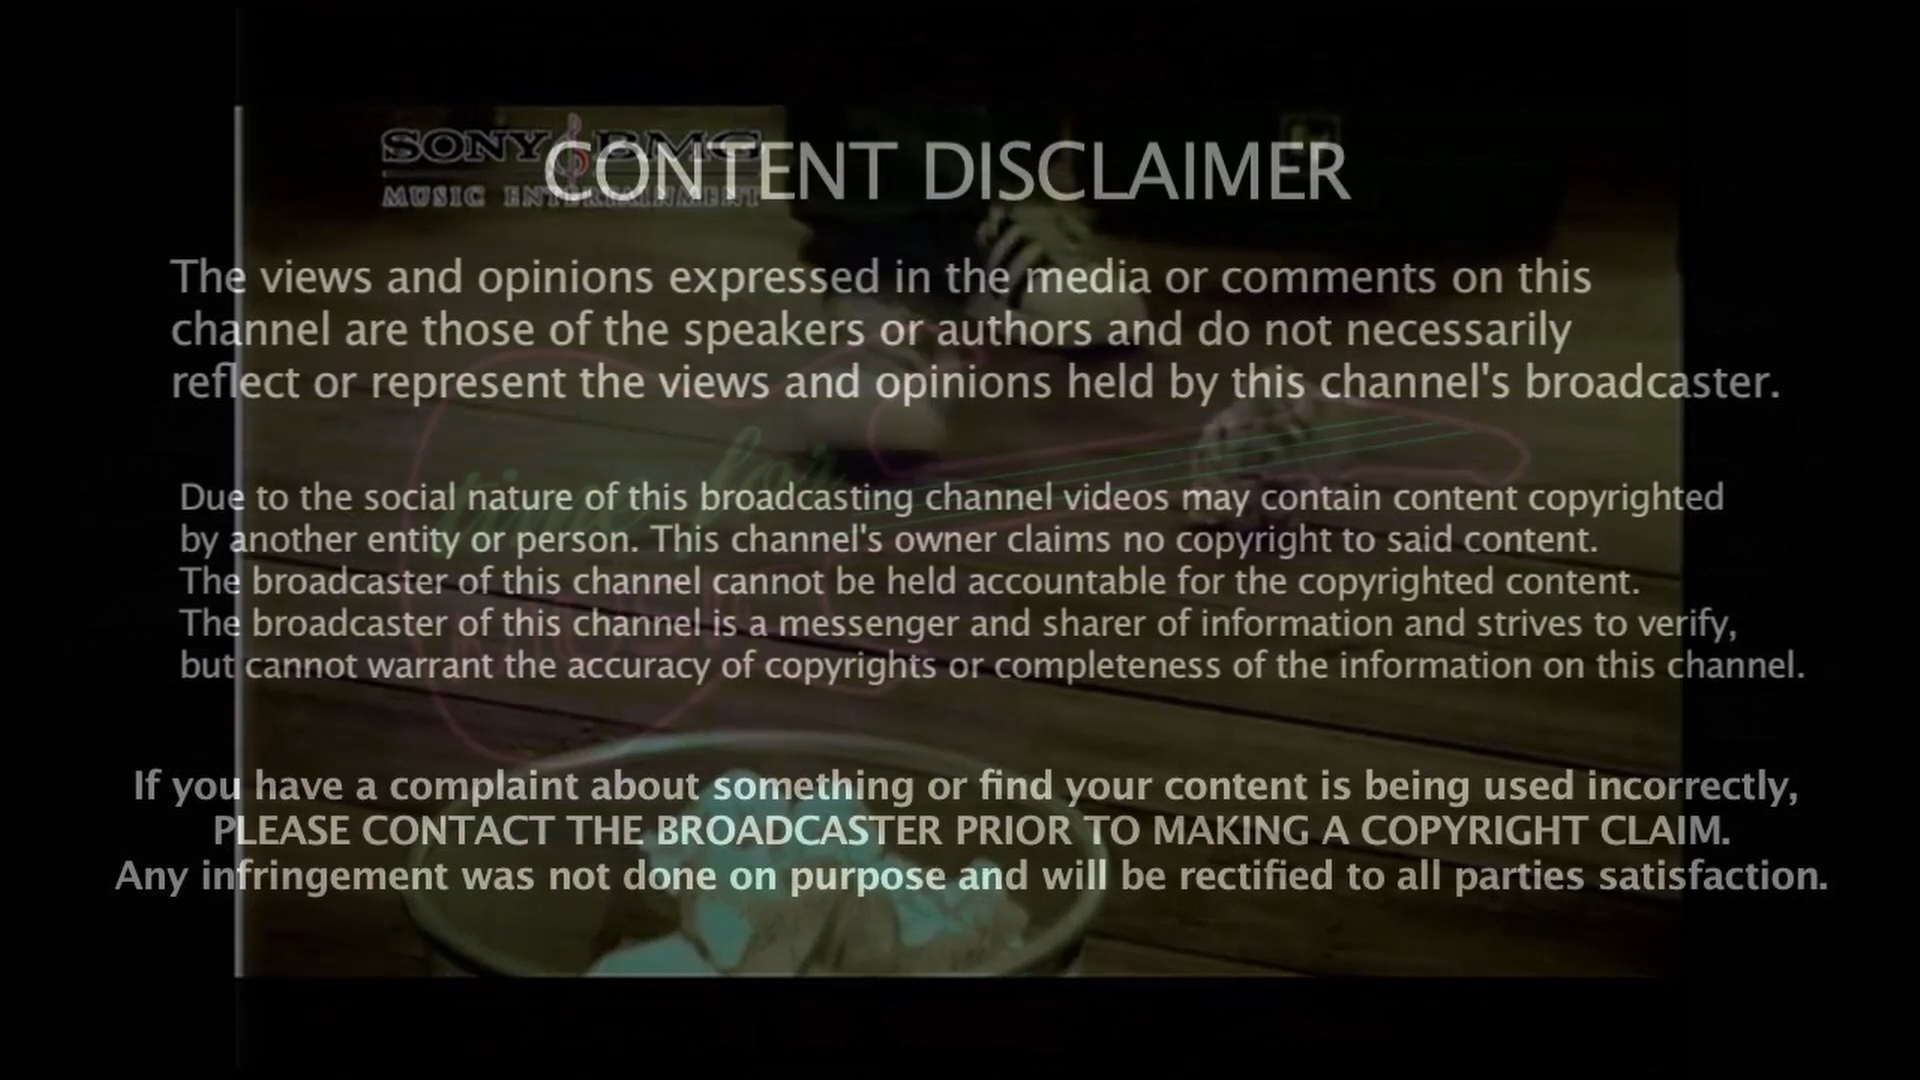 SONY BMG
MUSIC ENTERTAINMENT
CONTENT DISCLAIMER
The views and opinions expressed in the media or comments on this
channel are those of the speakers or authors and do not necessarily
reflect or represent the views and opinions held by this channel's broadcaster.
Due to the social nature of this broadcasting channel videos may contain content copyrighted
by another entity or person. This channel's owner claims no copyright to said content.
The broadcaster of this channel cannot be held accountable for the copyrighted content.
The broadcaster of this channel is a messenger and sharer of information and strives to verify,
but cannot warrant the accuracy of copyrights or completeness of the information on this channel.
If you have a complaint about something or find your content is being used incorrectly,
PLEASE CONTACT THE BROADCASTER PRIOR TO MAKING A COPYRIGHT CLAIM.
Any infringement was not done on purpose and will be rectified to all parties satisfaction.